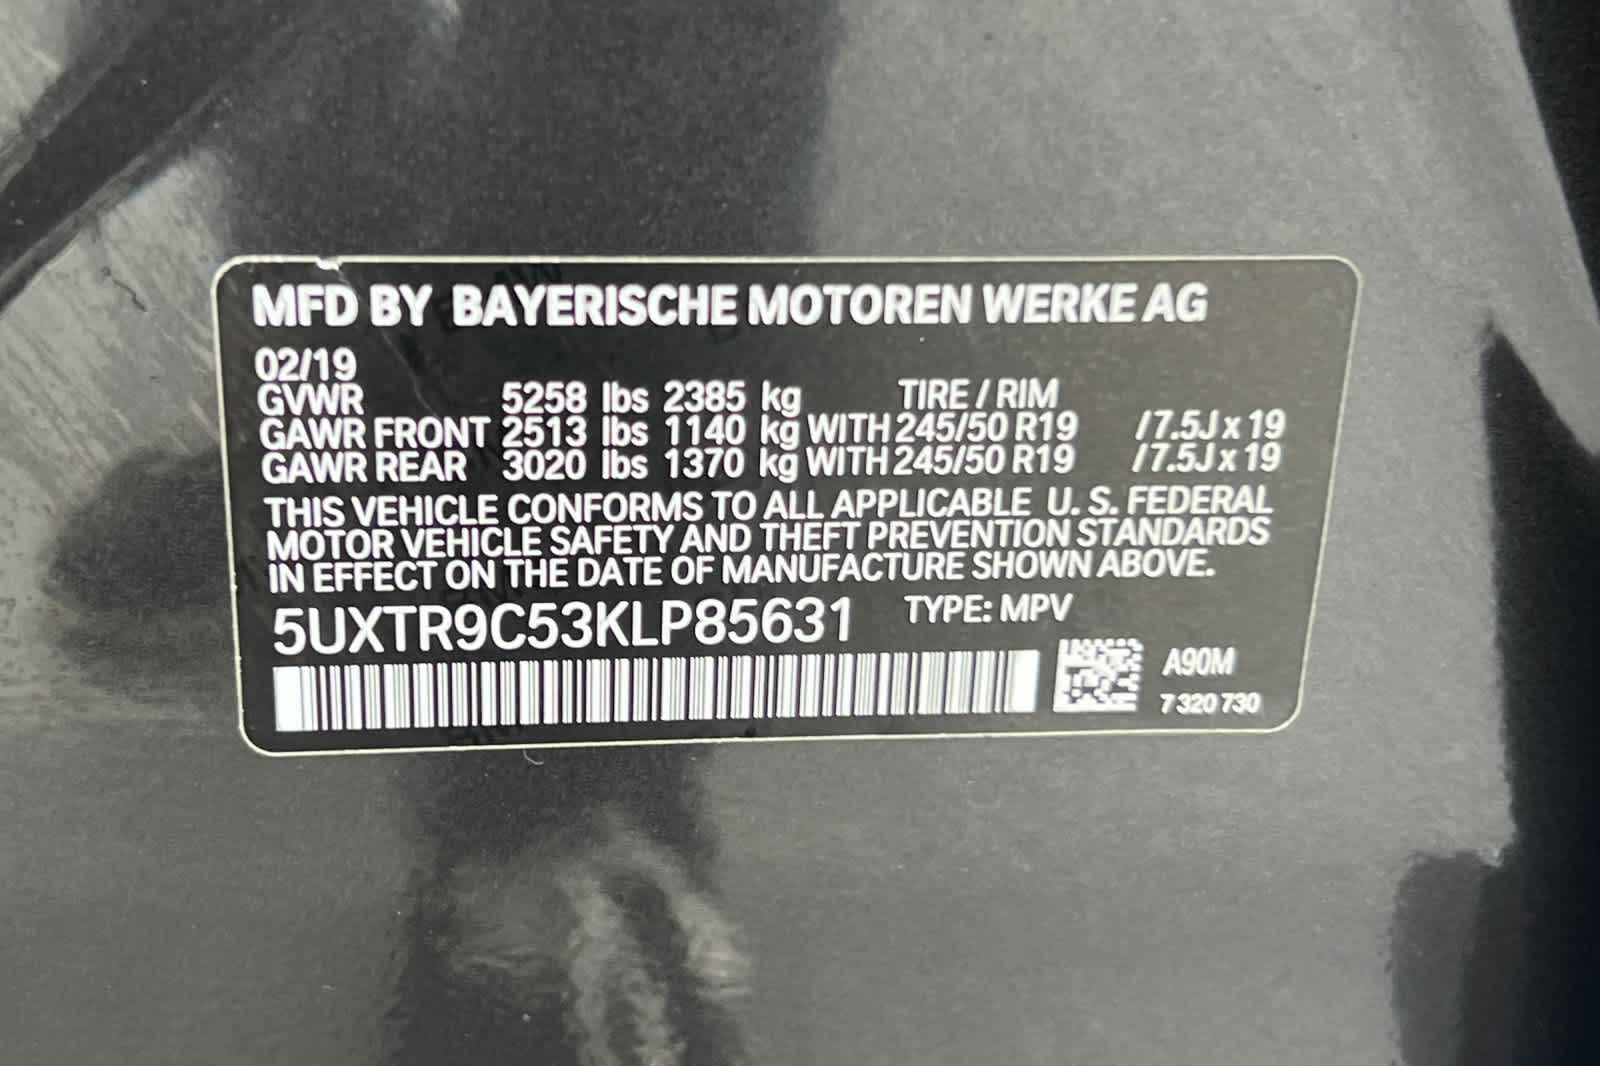 MFD BY BAYERISCHE MOTOREN WERKE AG
02/19
GVWR 5258 lbs 2385 kg TIRE / RIM
GAWR FRONT 2513 lbs 1140 kg WITH 245/50 R19 /7.5J x 19
GAWR REAR 3020 lbs 1370 kg WITH 245/50 R19 /7.5J x 19
THIS VEHICLE CONFORMS TO ALL APPLICABLE U. S. FEDERAL
MOTOR VEHICLE SAFETY AND THEFT PREVENTION STANDARDS
IN EFFECT ON THE DATE OF MANUFACTURE SHOWN ABOVE.
5UXTR9C53KLP85631 TYPE: MPV
A90M
7 320 730